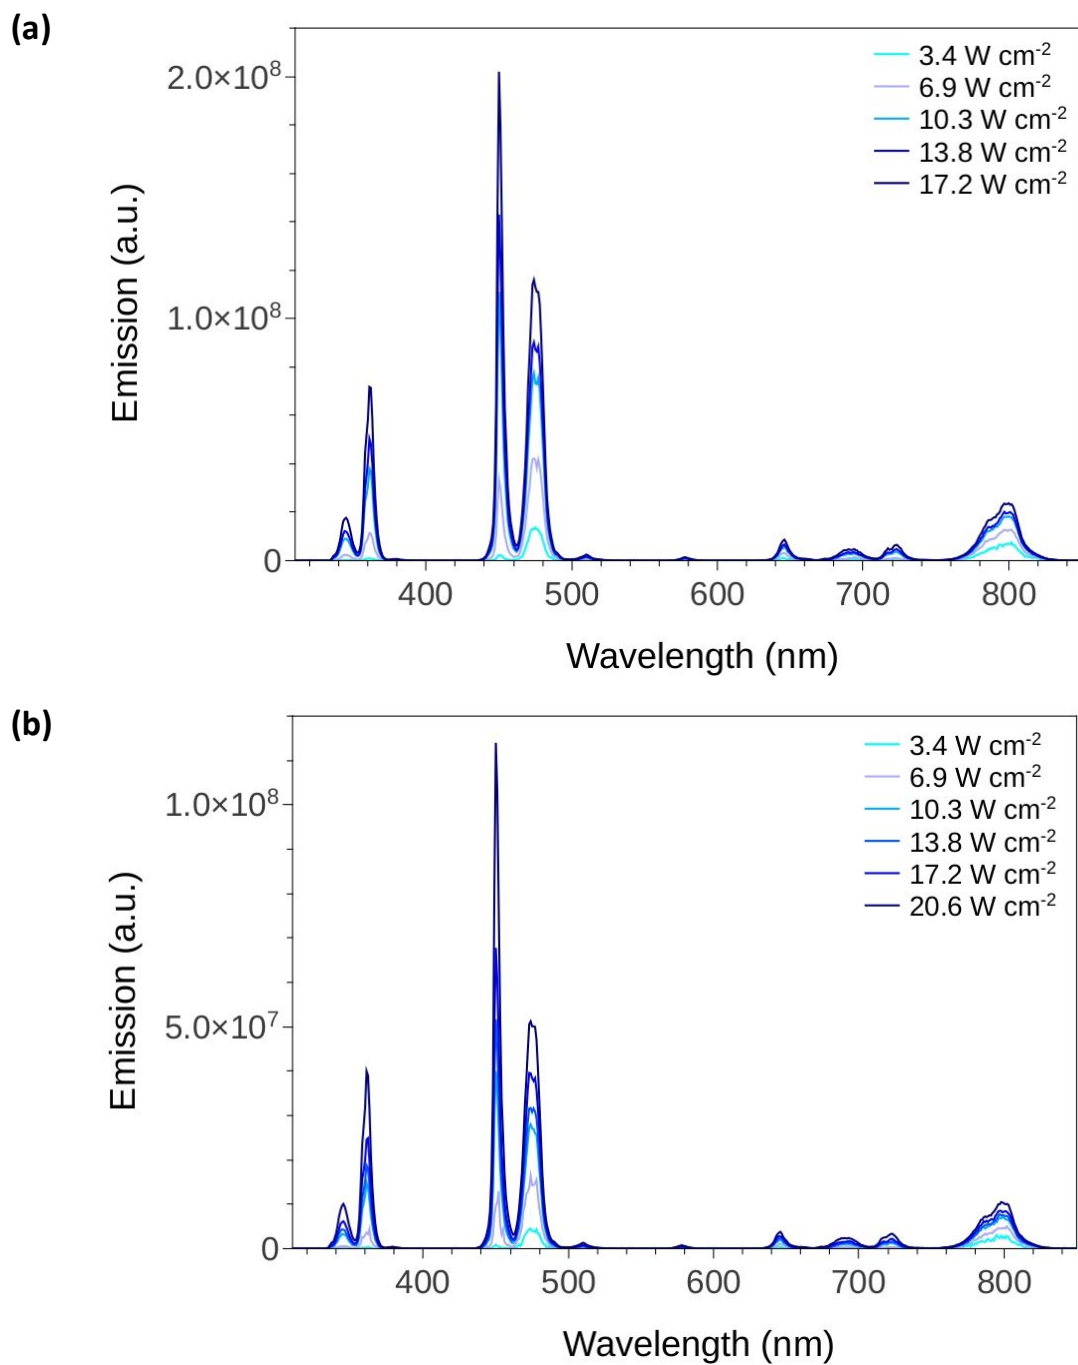 (a)
2.0×10⁸
1.0×10⁸
0
Emission (a.u.)
3.4 W cm⁻²
6.9 W cm⁻²
10.3 W cm⁻²
13.8 W cm⁻²
17.2 W cm⁻²
400 500 600 700 800
Wavelength (nm)
(b)
1.0×10⁸
5.0×10⁷
0
Emission (a.u.)
3.4 W cm⁻²
6.9 W cm⁻²
10.3 W cm⁻²
13.8 W cm⁻²
17.2 W cm⁻²
20.6 W cm⁻²
400 500 600 700 800
Wavelength (nm)